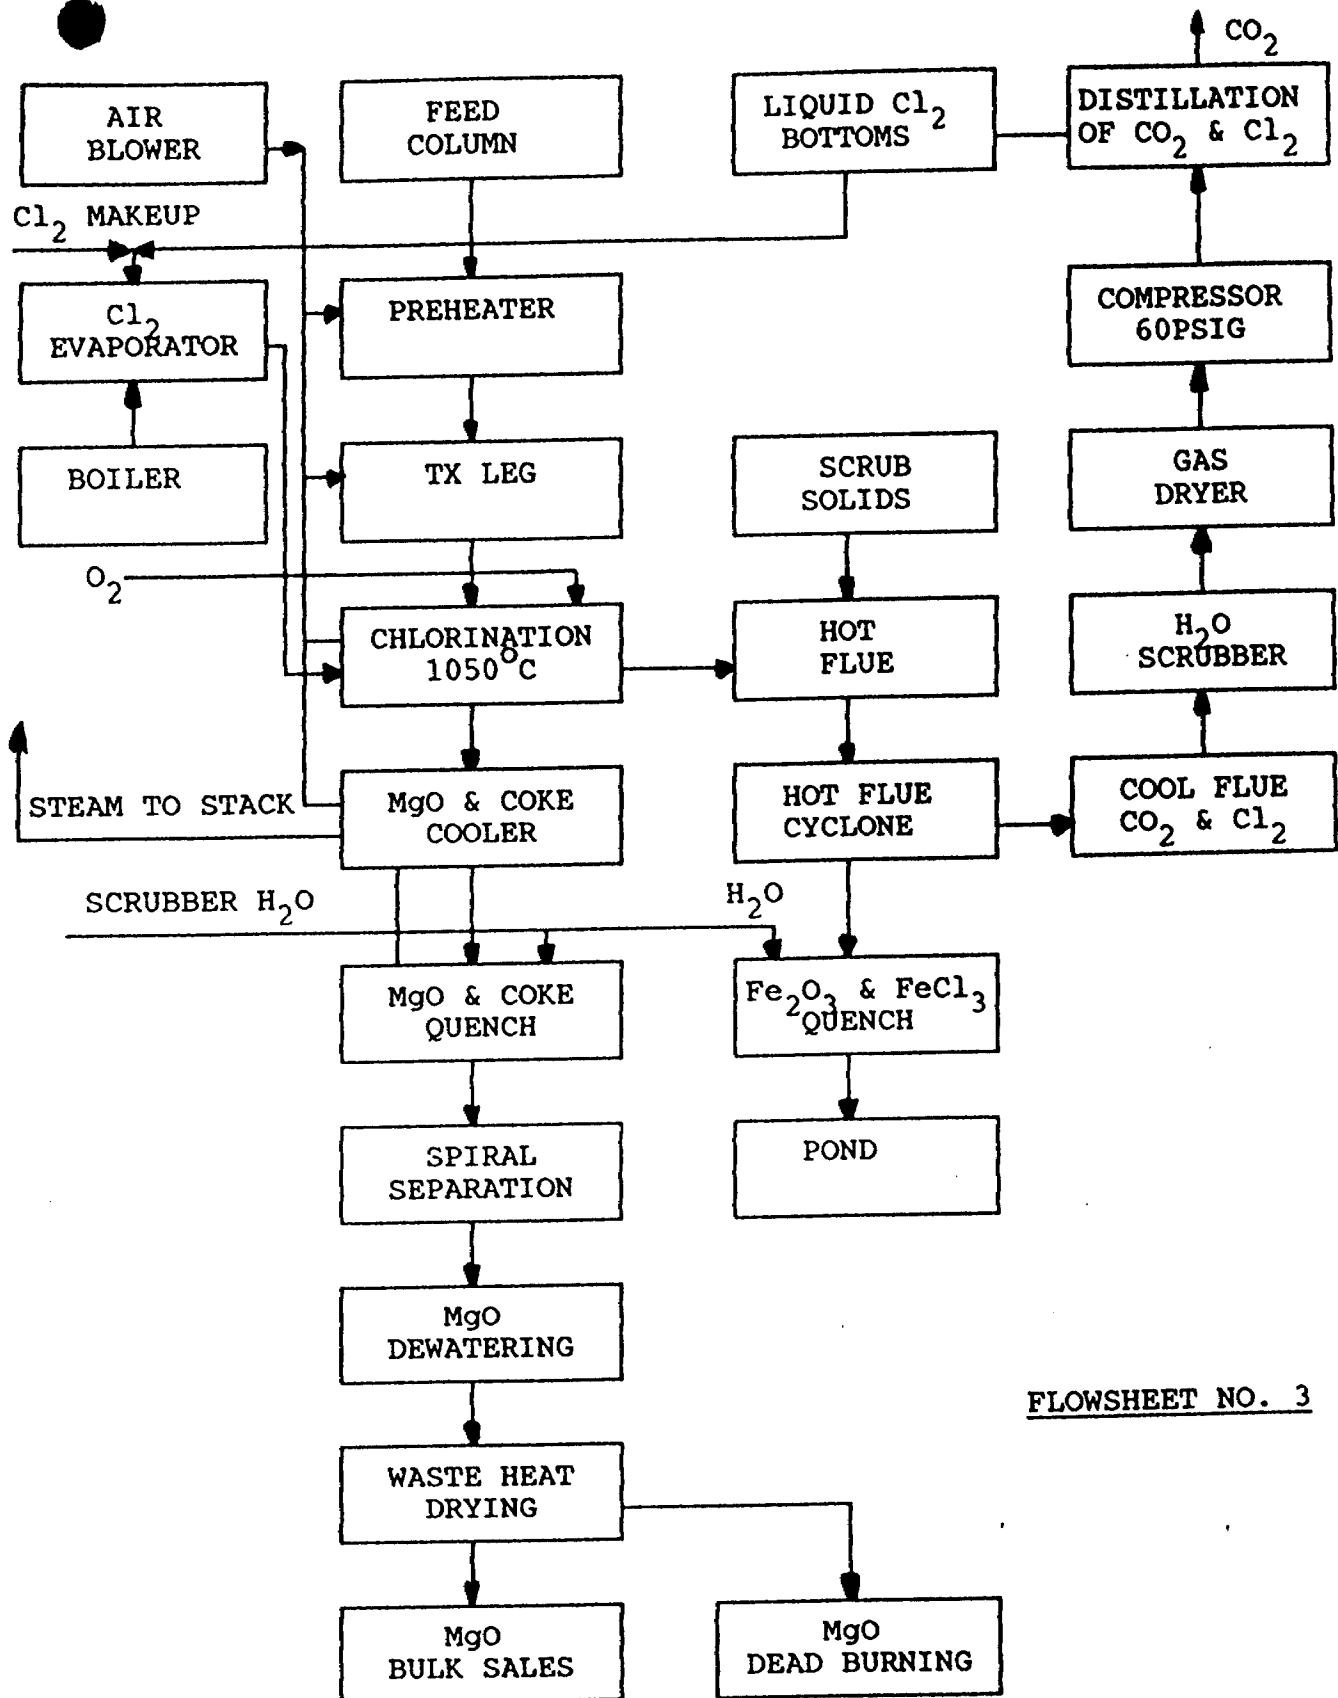 CO2
AIR
BLOWER
FEED
COLUMN
LIQUID Cl2
BOTTOMS
DISTILLATION
OF CO2 & Cl2
Cl2 MAKEUP
Cl2
EVAPORATOR
PREHEATER
COMPRESSOR
60PSIG
BOILER
TX LEG
SCRUB
SOLIDS
GAS
DRYER
O2
CHLORINATION
1050°C
HOT
FLUE
H2O
SCRUBBER
STEAM TO STACK
MgO & COKE
COOLER
HOT FLUE
CYCLONE
COOL FLUE
CO2 & Cl2
SCRUBBER H2O
H2O
MgO & COKE
QUENCH
Fe2O3 & FeCl3
QUENCH
SPIRAL
SEPARATION
POND
MgO
DEWATERING
FLOWSHEET NO. 3
WASTE HEAT
DRYING
MgO
BULK SALES
MgO
DEAD BURNING